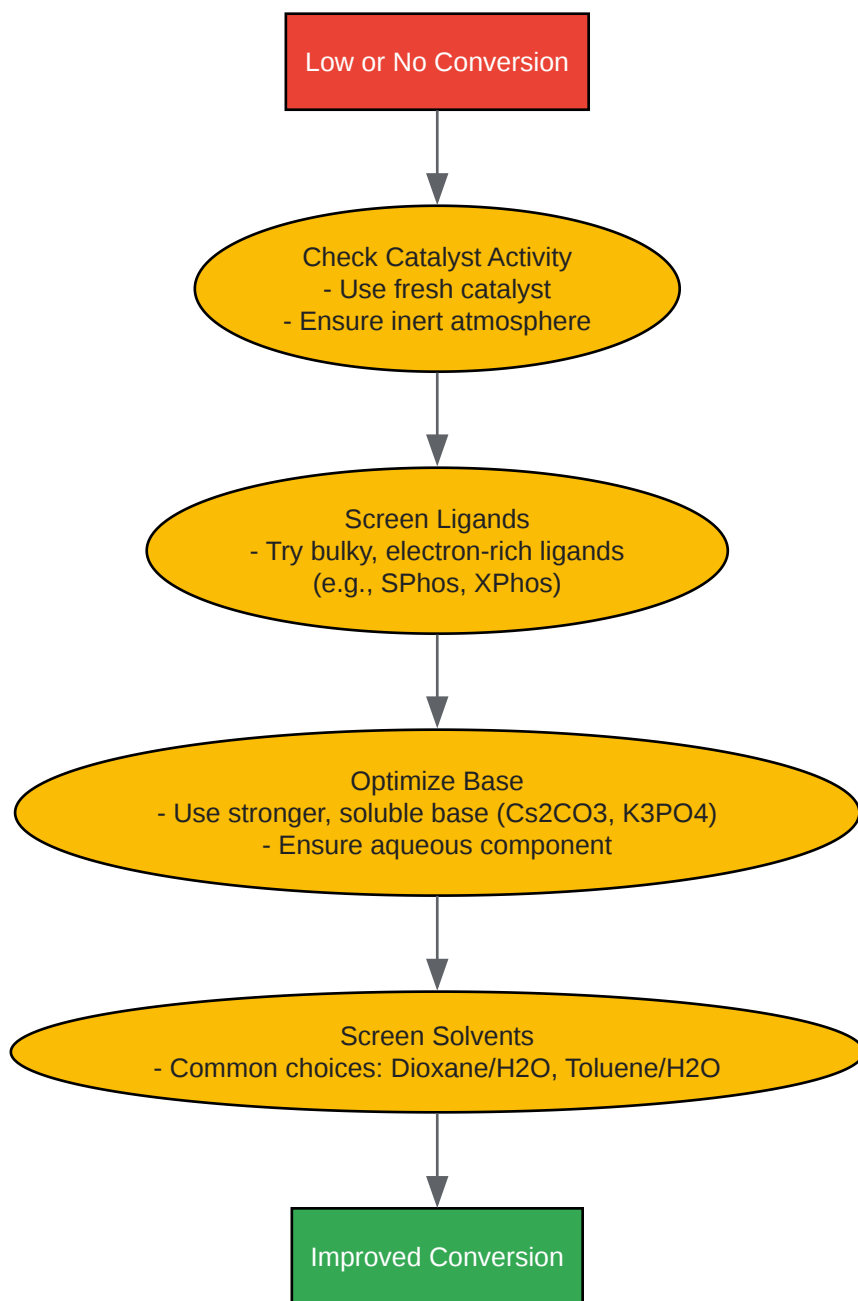 Low or No Conversion
Check Catalyst Activity
- Use fresh catalyst
- Ensure inert atmosphere
Screen Ligands
- Try bulky, electron-rich ligands
(e.g., SPhos, XPhos)
Optimize Base
- Use stronger, soluble base (Cs2CO3, K3PO4)
- Ensure aqueous component
Screen Solvents
- Common choices: Dioxane/H2O, Toluene/H2O
Improved Conversion